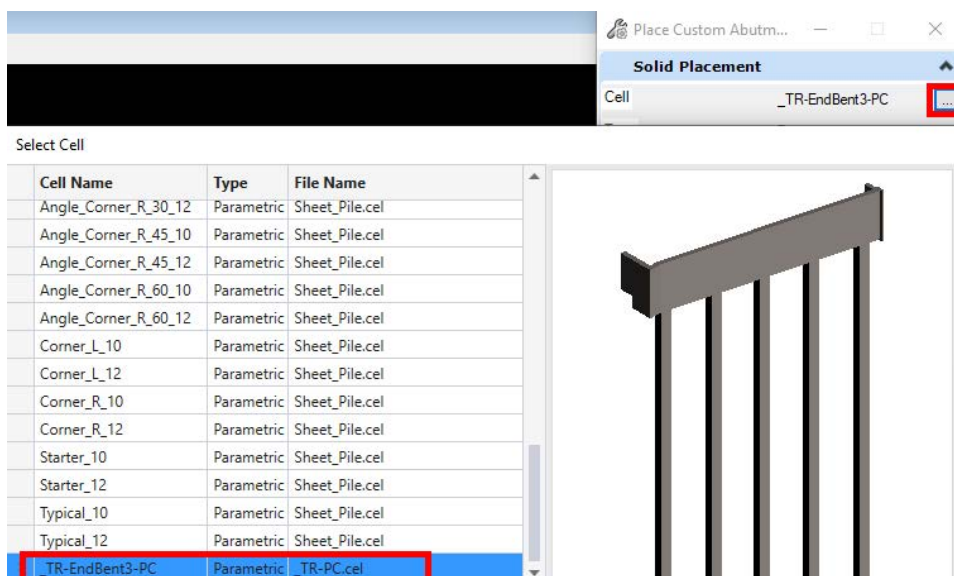 Place Custom Abutm...
Solid Placement
Cell _TR-EndBent3-PC ...
Select Cell
Cell Name Type File Name
Angle_Corner_R_30_12 Parametric Sheet_Pile.cel
Angle_Corner_R_45_10 Parametric Sheet_Pile.cel
Angle_Corner_R_45_12 Parametric Sheet_Pile.cel
Angle_Corner_R_60_10 Parametric Sheet_Pile.cel
Angle_Corner_R_60_12 Parametric Sheet_Pile.cel
Corner_L_10 Parametric Sheet_Pile.cel
Corner_L_12 Parametric Sheet_Pile.cel
Corner_R_10 Parametric Sheet_Pile.cel
Corner_R_12 Parametric Sheet_Pile.cel
Starter_10 Parametric Sheet_Pile.cel
Starter_12 Parametric Sheet_Pile.cel
Typical_10 Parametric Sheet_Pile.cel
Typical_12 Parametric Sheet_Pile.cel
_TR-EndBent3-PC Parametric _TR-PC.cel